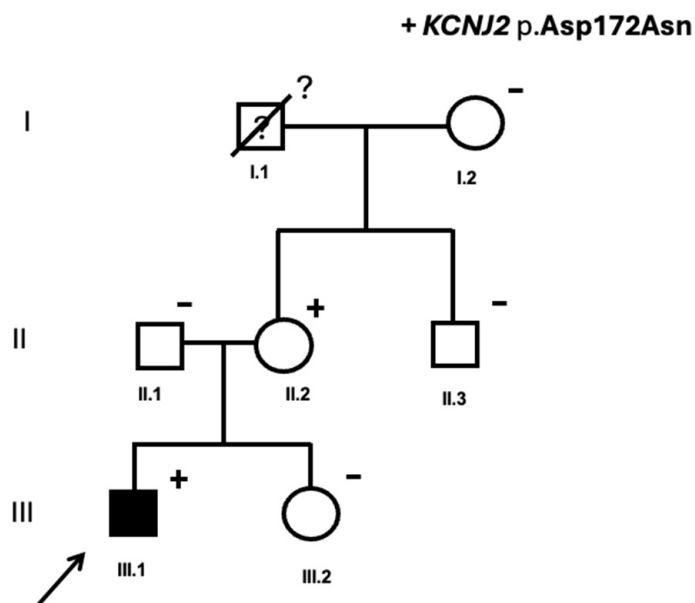 + KCNJ2 p.Asp172Asn
? -
I ?
I.1 I.2
- + -
II
II.1 II.2 II.3
+ -
III
III.1 III.2